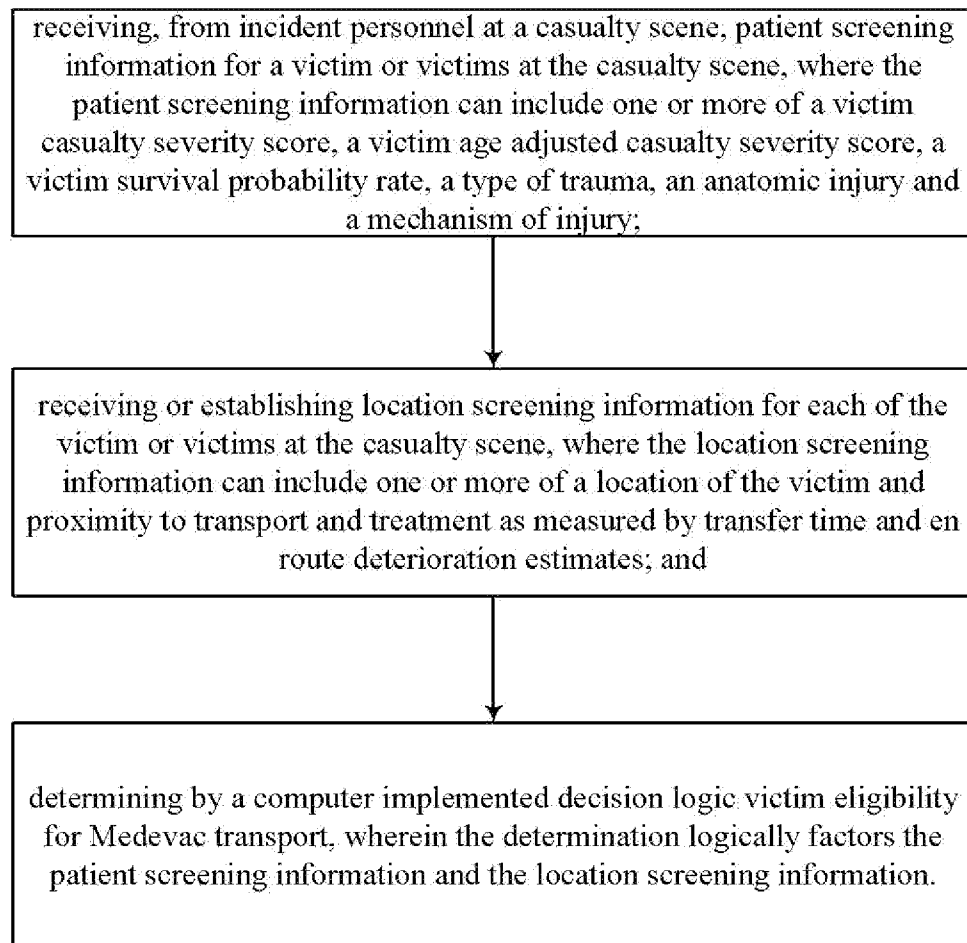 receiving, from incident personnel at a casualty scene, patient screening
information for a victim or victims at the casualty scene, where the
patient screening information can include one or more of a victim
casualty severity score, a victim age adjusted casualty severity score, a
victim survival probability rate, a type of trauma, an anatomic injury and
a mechanism of injury;
receiving or establishing location screening information for each of the
victim or victims at the casualty scene, where the location screening
information can include one or more of a location of the victim and
proximity to transport and treatment as measured by transfer time and en
route deterioration estimates; and
determining by a computer implemented decision logic victim eligibility
for Medevac transport, wherein the determination logically factors the
patient screening information and the location screening information.